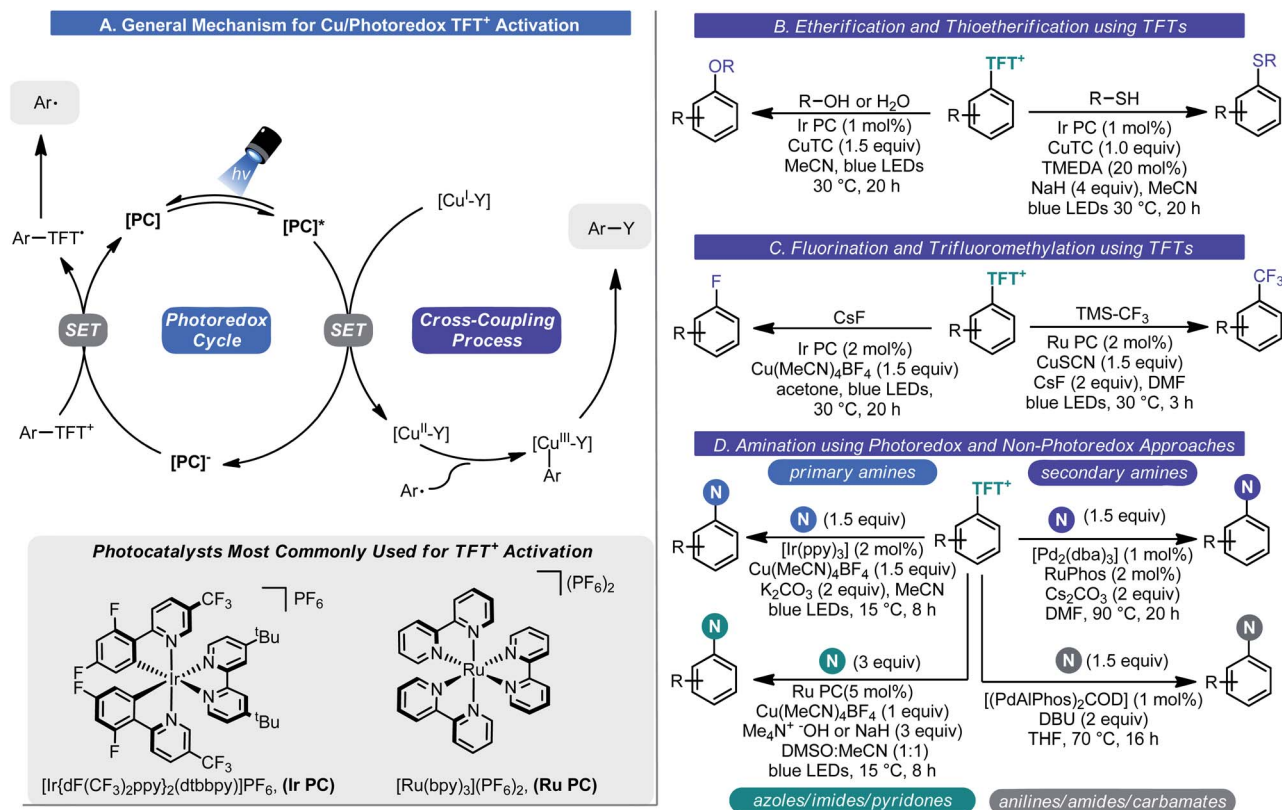 A. General Mechanism for Cu/Photoredox TFT⁺ Activation
Ar•
hν
[PC]
[PC]*
[Cuᴵ-Y]
Ar–Y
Ar–TFT•
SET
Photoredox
Cycle
SET
Cross-Coupling
Process
Ar–TFT⁺
[PC]⁻
[Cuᴵᴵ-Y]
[Cuᴵᴵᴵ-Y]
Ar
Ar•
Photocatalysts Most Commonly Used for TFT⁺ Activation
PF₆
F
CF₃
N
ᵗBu
F
N
Ir
N
F
ᵗBu
N
F
CF₃
[Ir{dF(CF₃)₂ppy}₂(dtbbpy)]PF₆, (Ir PC)
(PF₆)₂
N
N
N
Ru
N
N
N
[Ru(bpy)₃](PF₆)₂, (Ru PC)
B. Etherification and Thioetherification using TFTs
OR
R
R–OH or H₂O
Ir PC (1 mol%)
CuTC (1.5 equiv)
MeCN, blue LEDs
30 °C, 20 h
TFT⁺
R
R–SH
Ir PC (1 mol%)
CuTC (1.0 equiv)
TMEDA (20 mol%)
NaH (4 equiv), MeCN
blue LEDs 30 °C, 20 h
SR
R
C. Fluorination and Trifluoromethylation using TFTs
F
R
CsF
Ir PC (2 mol%)
Cu(MeCN)₄BF₄ (1.5 equiv)
acetone, blue LEDs,
30 °C, 20 h
TFT⁺
R
TMS-CF₃
Ru PC (2 mol%)
CuSCN (1.5 equiv)
CsF (2 equiv), DMF
blue LEDs, 30 °C, 3 h
CF₃
R
D. Amination using Photoredox and Non-Photoredox Approaches
primary amines
N
R
N (1.5 equiv)
[Ir(ppy)₃] (2 mol%)
Cu(MeCN)₄BF₄ (1.5 equiv)
K₂CO₃ (2 equiv), MeCN
blue LEDs, 15 °C, 8 h
TFT⁺
R
secondary amines
N (1.5 equiv)
[Pd₂(dba)₃] (1 mol%)
RuPhos (2 mol%)
Cs₂CO₃ (2 equiv)
DMF, 90 °C, 20 h
N
R
N
R
N (3 equiv)
Ru PC(5 mol%)
Cu(MeCN)₄BF₄ (1 equiv)
Me₄N⁺ ⁻OH or NaH (3 equiv)
DMSO:MeCN (1:1)
blue LEDs, 15 °C, 8 h
azoles/imides/pyridones
N (1.5 equiv)
[(PdAlPhos)₂COD] (1 mol%)
DBU (2 equiv)
THF, 70 °C, 16 h
N
R
anilines/amides/carbamates